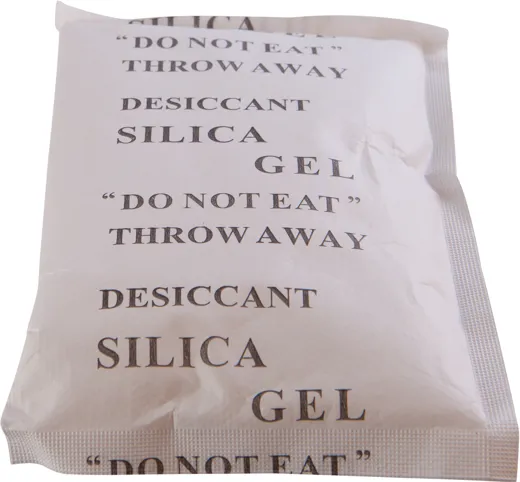 SILICA
“DO NOT EAT”
THROW AWAY
DESICCANT
SILICA
GEL
“DO NOT EAT”
THROW AWAY
DESICCANT
SILICA
GEL
“DO NOT EAT”